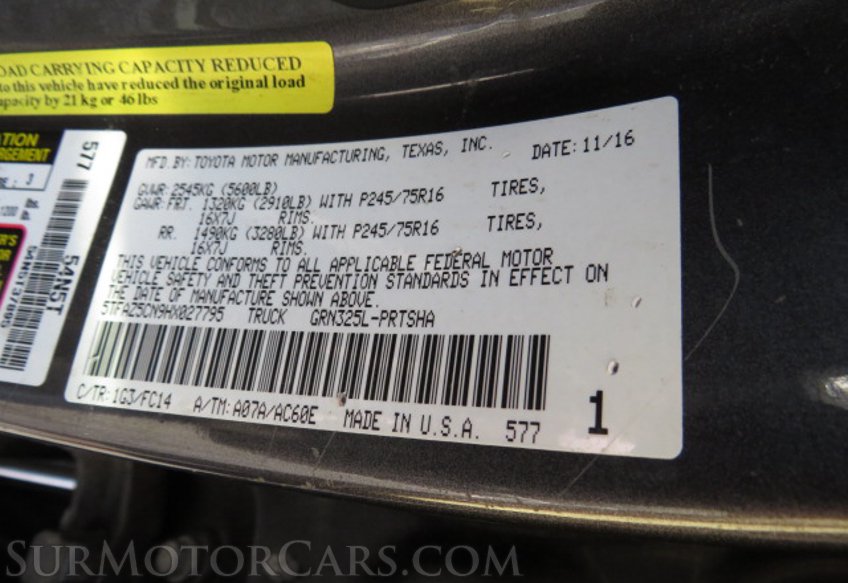 OAD CARRYING CAPACITY REDUCED
to this vehicle have reduced the original load
apacity by 21 kg or 46 lbs
577
54N5T
MFD.BY: TOYOTA MOTOR MANUFACTURING, TEXAS, INC. DATE: 11/16
GVWR: 2545KG (5600LB)
GAWR: FRT. 1320KG (2910LB) WITH P245/75R16 TIRES,
16X7J RIMS.
RR. 1490KG (3280LB) WITH P245/75R16 TIRES,
16X7J RIMS.
THIS VEHICLE CONFORMS TO ALL APPLICABLE FEDERAL MOTOR
VEHICLE SAFETY AND THEFT PREVENTION STANDARDS IN EFFECT ON
THE DATE OF MANUFACTURE SHOWN ABOVE.
5TFAZ5CN9HX027795 TRUCK GRN325L-PRTSHA
C/TR: 1G3/FC14 A/TM: A07A/AC60E MADE IN U.S.A. 577 1
SurMotorCars.com